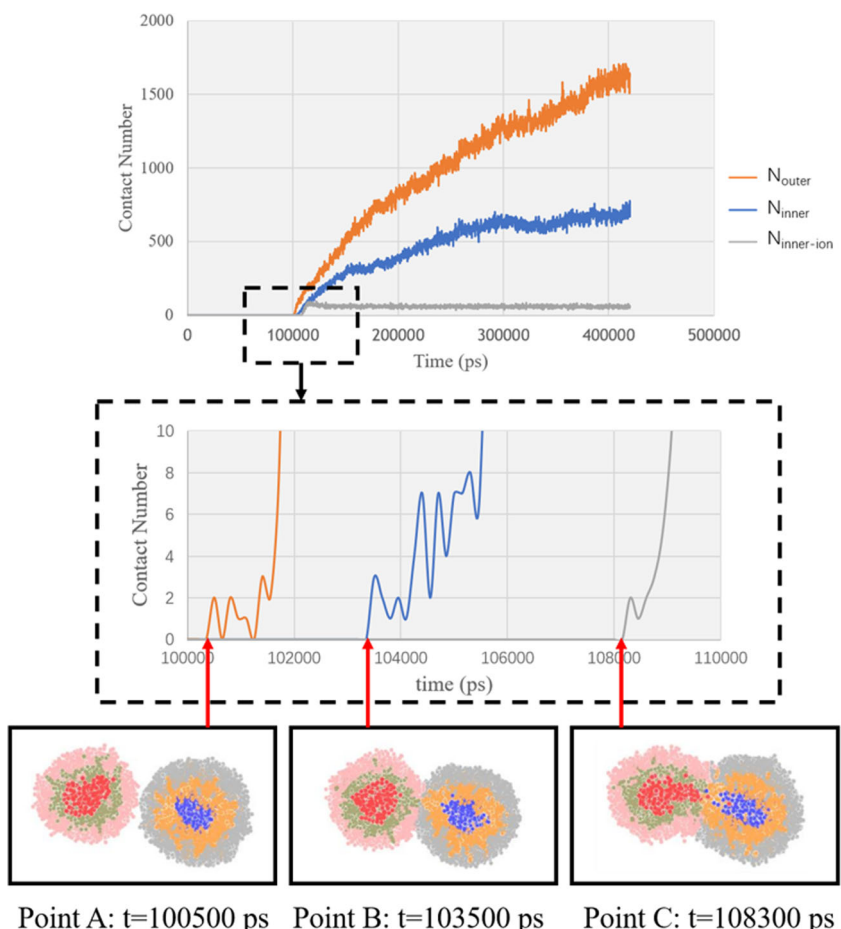 2000
1500
1000
500
0
Contact Number
0 100000 200000 300000 400000 500000
Time (ps)
Nouter
Ninner
Ninner-ion
10
8
6
4
2
0
Contact Number
100000 102000 104000 106000 108000 110000
time (ps)
Point A: t=100500 ps Point B: t=103500 ps Point C: t=108300 ps